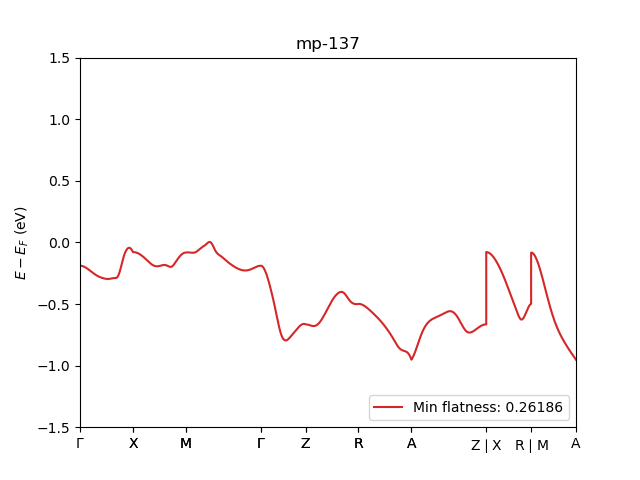 mp-137
E − E_F (eV)
1.5
1.0
0.5
0.0
−0.5
−1.0
−1.5
Min flatness: 0.26186
Γ X M Γ Z R A Z | X R | M A